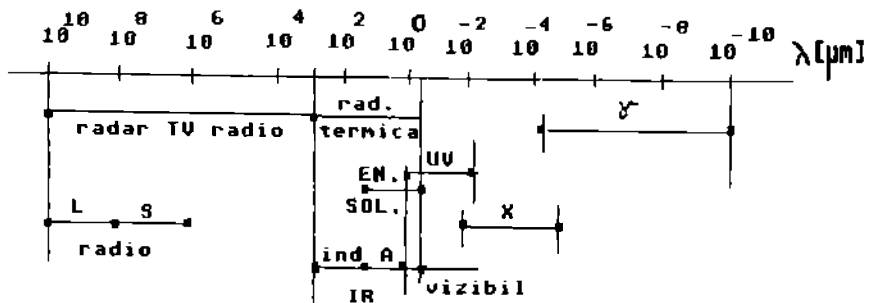 10^10 10^8 10^6 10^4 10^2 10^0 10^-2 10^-4 10^-6 10^-8 10^-10 λ[μm]
radar TV radio
rad.
termica
γ
UV
EN.
SOL.
L S
radio
X
ind A
IR
vizibil